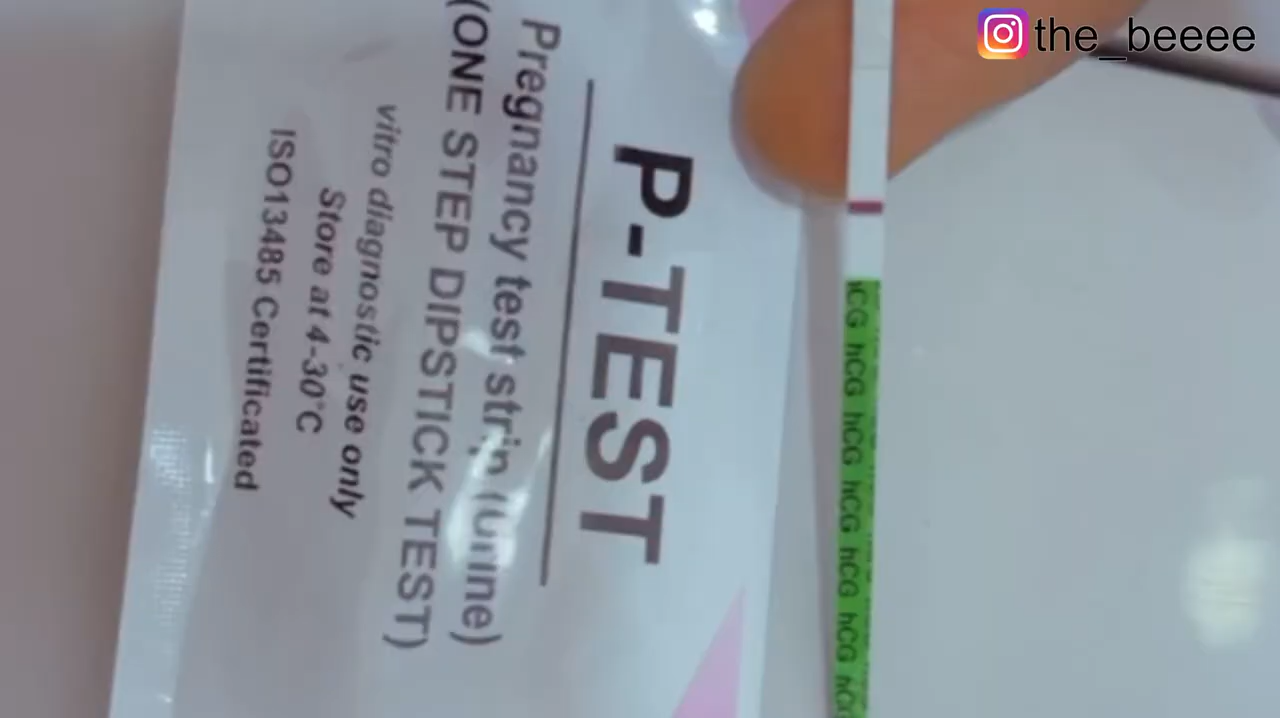 the_beeee
P-TEST
Pregnancy test strip (Urine)
(ONE STEP DIPSTICK TEST)
vitro diagnostic use only
Store at 4-30°C
ISO13485 Certificated
hCG hCG hCG hCG hCG hCG hCG